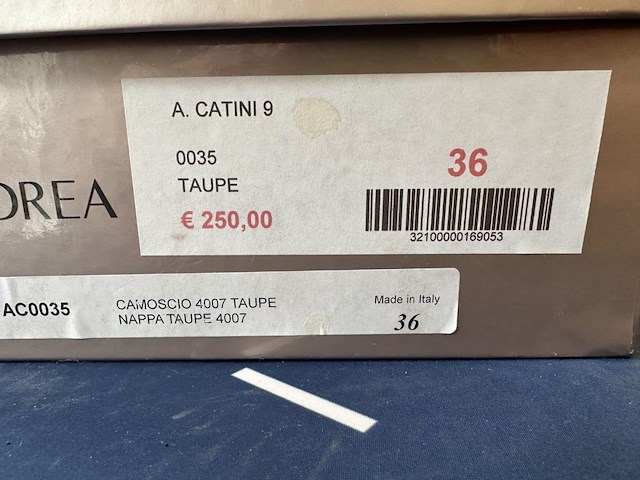 A. CATINI 9
0035
TAUPE
€ 250,00
36
32100000169053
OREA
AC0035
CAMOSCIO 4007 TAUPE
NAPPA TAUPE 4007
Made in Italy
36